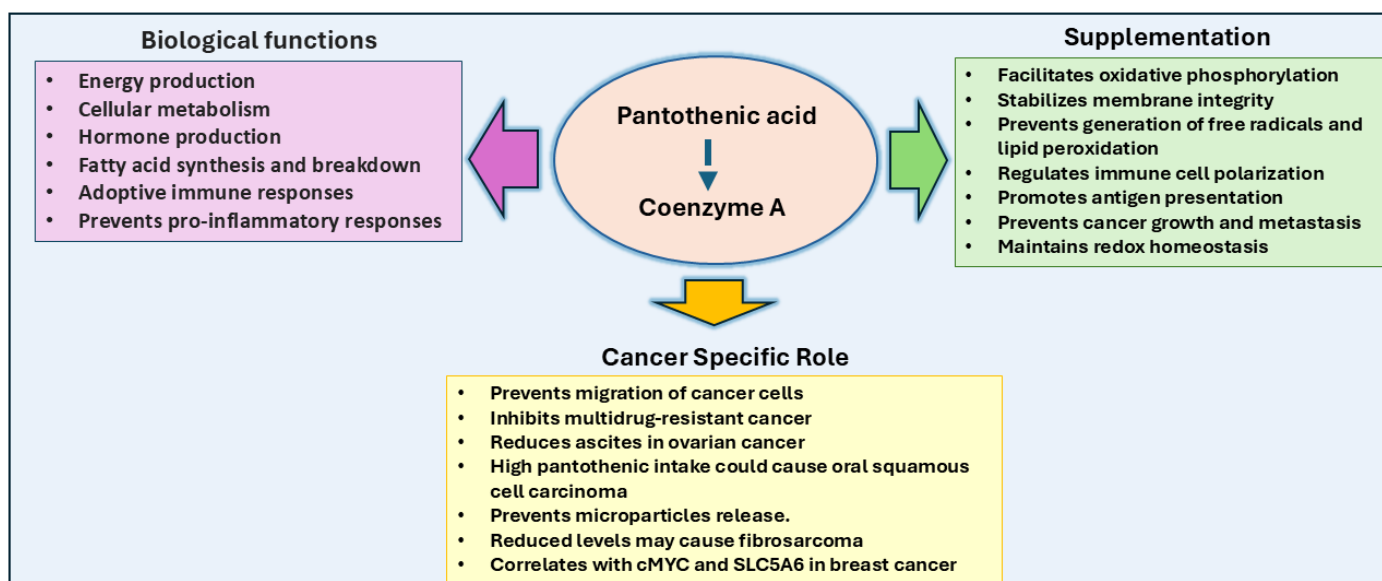 Biological functions
• Energy production
• Cellular metabolism
• Hormone production
• Fatty acid synthesis and breakdown
• Adoptive immune responses
• Prevents pro-inflammatory responses
Pantothenic acid
Coenzyme A
Supplementation
• Facilitates oxidative phosphorylation
• Stabilizes membrane integrity
• Prevents generation of free radicals and
lipid peroxidation
• Regulates immune cell polarization
• Promotes antigen presentation
• Prevents cancer growth and metastasis
• Maintains redox homeostasis
Cancer Specific Role
• Prevents migration of cancer cells
• Inhibits multidrug-resistant cancer
• Reduces ascites in ovarian cancer
• High pantothenic intake could cause oral squamous
cell carcinoma
• Prevents microparticles release.
• Reduced levels may cause fibrosarcoma
• Correlates with cMYC and SLC5A6 in breast cancer